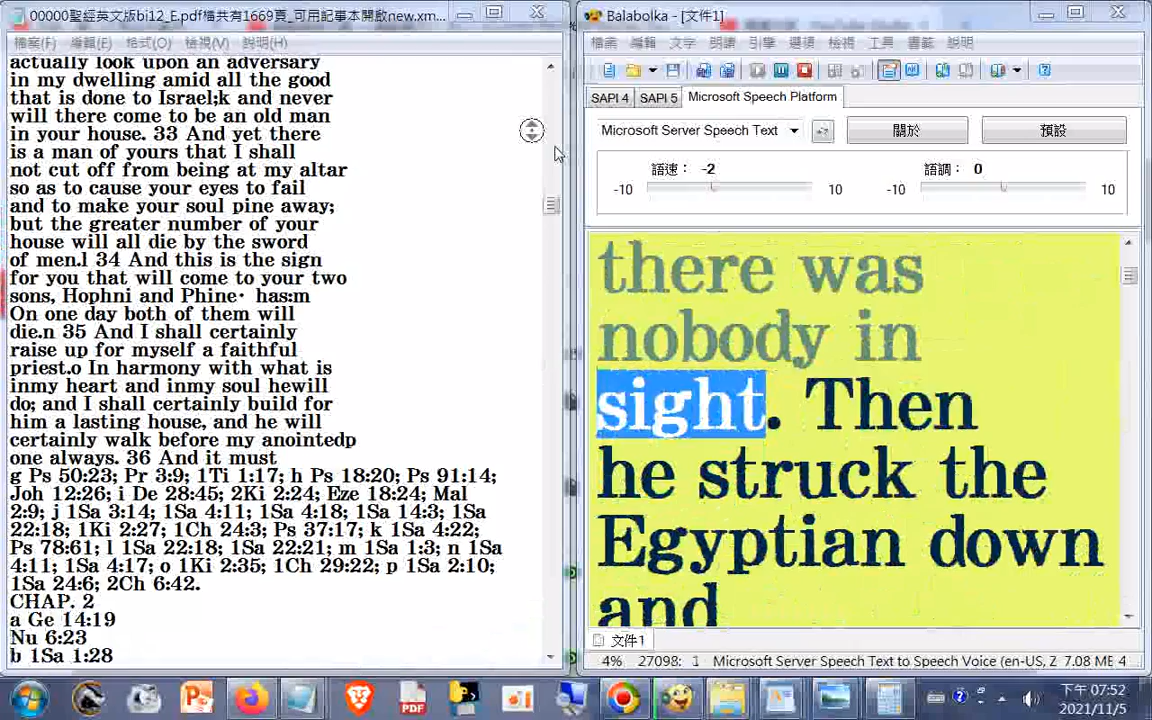 00000聖經英文版bi12_E.pdf檔共有1669頁_可用記事本開啟new.xm...
檔案(F) 編輯(E) 格式(O) 檢視(V) 說明(H)
actually look upon an adversary
in my dwelling amid all the good
that is done to Israel;k and never
will there come to be an old man
in your house. 33 And yet there
is a man of yours that I shall
not cut off from being at my altar
so as to cause your eyes to fail
and to make your soul pine away;
but the greater number of your
house will all die by the sword
of men.l 34 And this is the sign
for you that will come to your two
sons, Hophni and Phine· has:m
On one day both of them will
die.n 35 And I shall certainly
raise up for myself a faithful
priest.o In harmony with what is
inmy heart and inmy soul hewill
do; and I shall certainly build for
him a lasting house, and he will
certainly walk before my anointedp
one always. 36 And it must
g Ps 50:23; Pr 3:9; 1Ti 1:17; h Ps 18:20; Ps 91:14;
Joh 12:26; i De 28:45; 2Ki 2:24; Eze 18:24; Mal
2:9; j 1Sa 3:14; 1Sa 4:11; 1Sa 4:18; 1Sa 14:3; 1Sa
22:18; 1Ki 2:27; 1Ch 24:3; Ps 37:17; k 1Sa 4:22;
Ps 78:61; l 1Sa 22:18; 1Sa 22:21; m 1Sa 1:3; n 1Sa
4:11; 1Sa 4:17; o 1Ki 2:35; 1Ch 29:22; p 1Sa 2:10;
1Sa 24:6; 2Ch 6:42.
CHAP. 2
a Ge 14:19
Nu 6:23
b 1Sa 1:28
Balabolka - [文件1]
檔案 編輯 文字 朗讀 引擎 選項 檢視 工具 書籤 說明
SAPI 4 SAPI 5 Microsoft Speech Platform
Microsoft Server Speech Text 關於 預設
語速： -2 語調： 0
-10 10 -10 10
there was
nobody in
sight. Then
he struck the
Egyptian down
and
文件1
4% 27098: 1 Microsoft Server Speech Text to Speech Voice (en-US, Z 7.08 MB 4
PDF
下午 07:52
2021/11/5